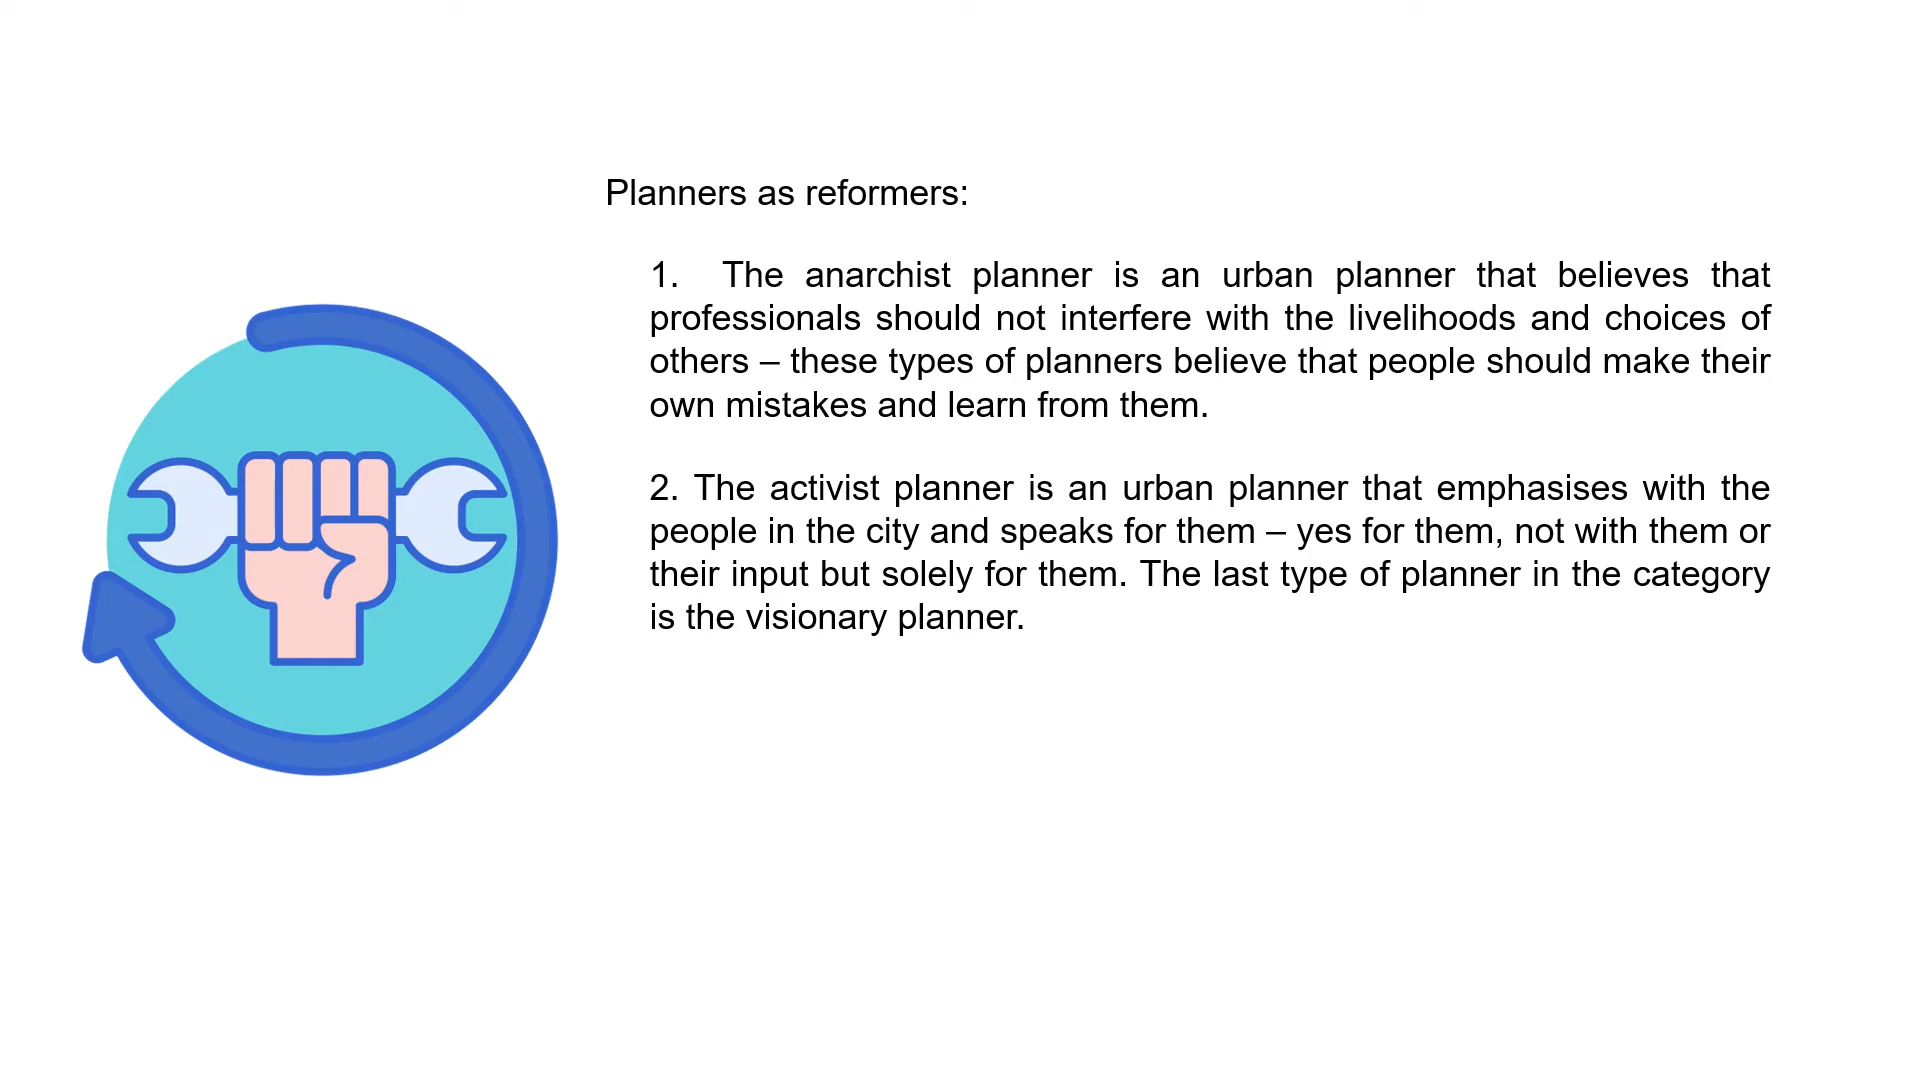 Planners as reformers:
1. The anarchist planner is an urban planner that believes that
professionals should not interfere with the livelihoods and choices of
others – these types of planners believe that people should make their
own mistakes and learn from them.
2. The activist planner is an urban planner that emphasises with the
people in the city and speaks for them – yes for them, not with them or
their input but solely for them. The last type of planner in the category
is the visionary planner.